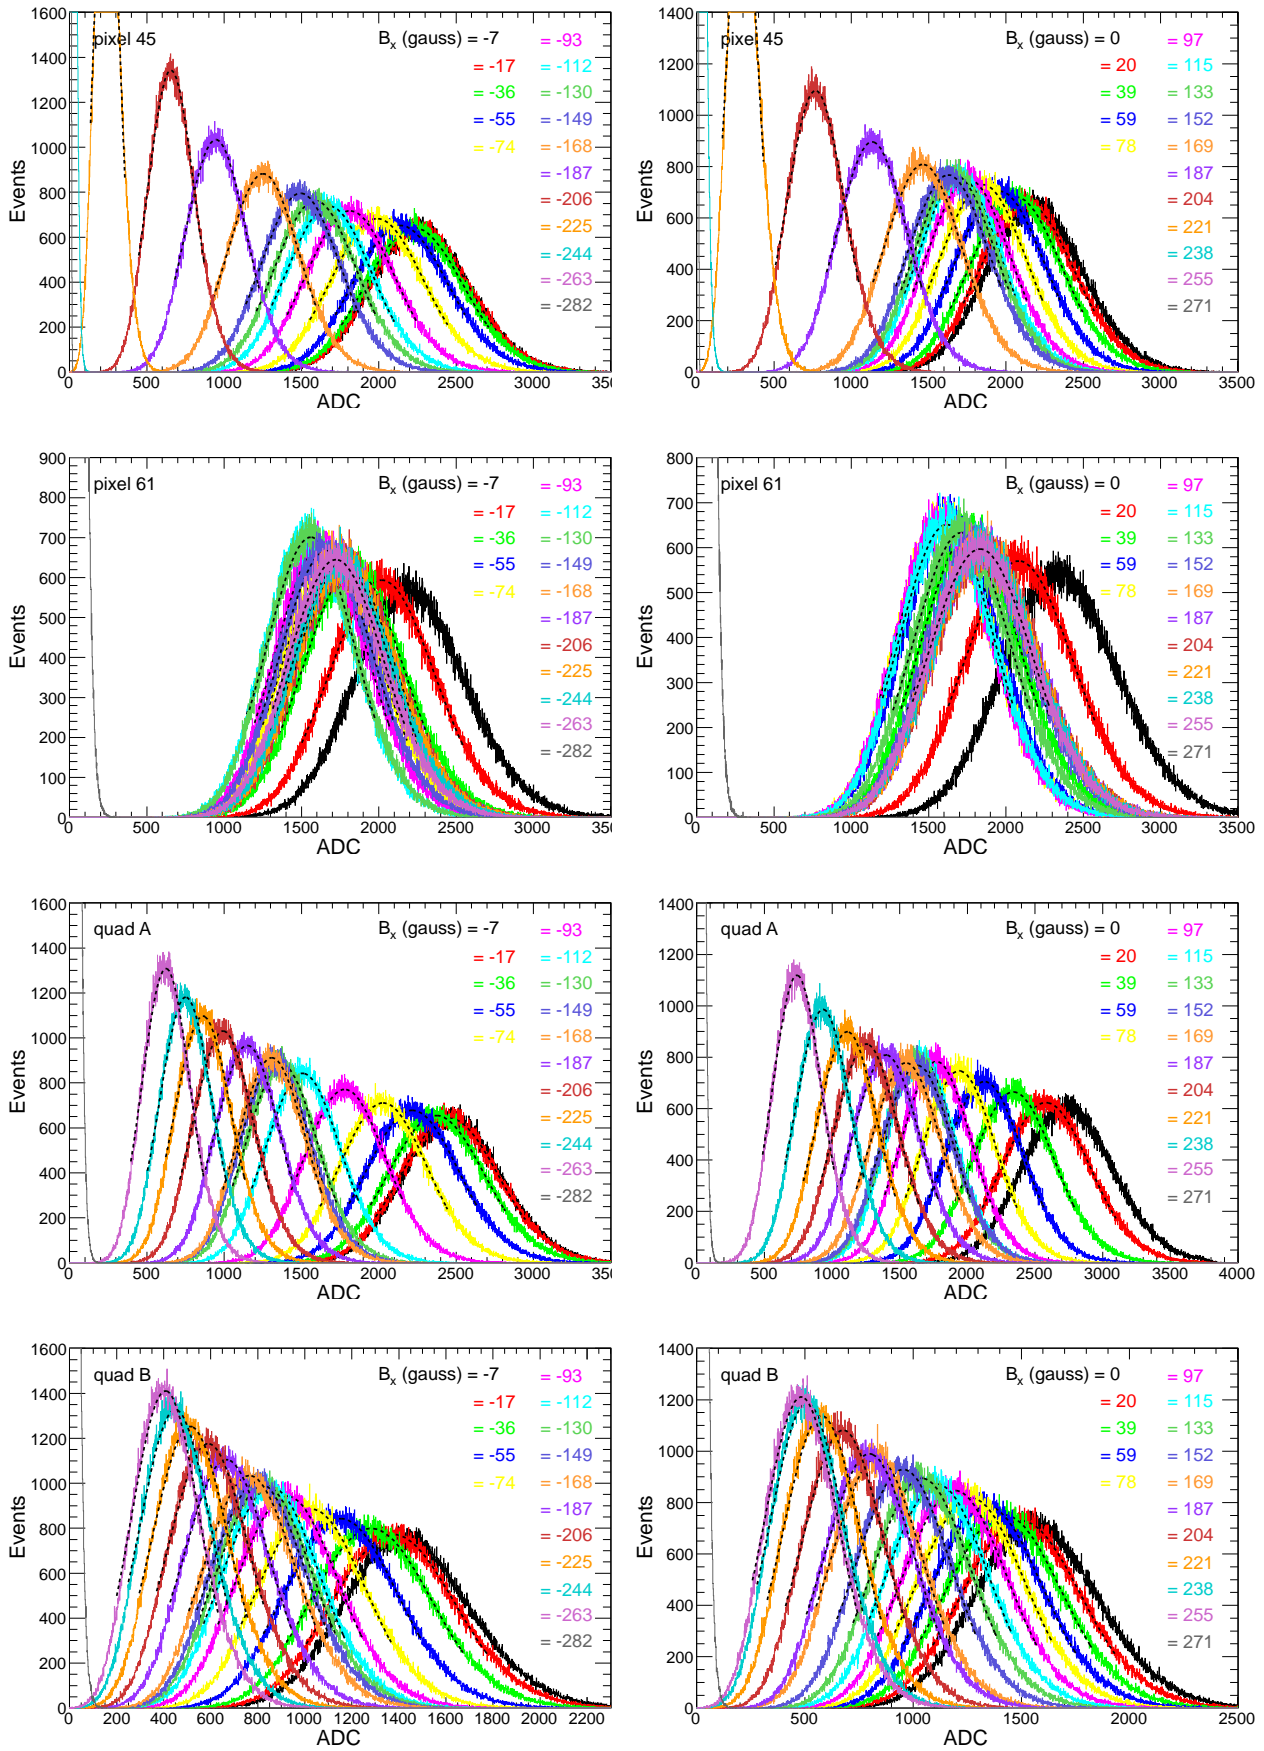 pixel 45 B_x (gauss) = -7 = -93
= -17 = -112
= -36 = -130
= -55 = -149
= -74 = -168
= -187
= -206
= -225
= -244
= -263
= -282
Events
1600
1400
1200
1000
800
600
400
200
0
0 500 1000 1500 2000 2500 3000 350
ADC
pixel 45 B_x (gauss) = 0 = 97
= 20 = 115
= 39 = 133
= 59 = 152
= 78 = 169
= 187
= 204
= 221
= 238
= 255
= 271
Events
1400
1200
1000
800
600
400
200
0
0 500 1000 1500 2000 2500 3000 3500
ADC
pixel 61 B_x (gauss) = -7 = -93
= -17 = -112
= -36 = -130
= -55 = -149
= -74 = -168
= -187
= -206
= -225
= -244
= -263
= -282
Events
900
800
700
600
500
400
300
200
100
0
0 500 1000 1500 2000 2500 3000 350
ADC
pixel 61 B_x (gauss) = 0 = 97
= 20 = 115
= 39 = 133
= 59 = 152
= 78 = 169
= 187
= 204
= 221
= 238
= 255
= 271
Events
800
700
600
500
400
300
200
100
0
0 500 1000 1500 2000 2500 3000 3500
ADC
quad A B_x (gauss) = -7 = -93
= -17 = -112
= -36 = -130
= -55 = -149
= -74 = -168
= -187
= -206
= -225
= -244
= -263
= -282
Events
1600
1400
1200
1000
800
600
400
200
0
0 500 1000 1500 2000 2500 3000 350
ADC
quad A B_x (gauss) = 0 = 97
= 20 = 115
= 39 = 133
= 59 = 152
= 78 = 169
= 187
= 204
= 221
= 238
= 255
= 271
Events
1400
1200
1000
800
600
400
200
0
0 500 1000 1500 2000 2500 3000 3500 4000
ADC
quad B B_x (gauss) = -7 = -93
= -17 = -112
= -36 = -130
= -55 = -149
= -74 = -168
= -187
= -206
= -225
= -244
= -263
= -282
Events
1600
1400
1200
1000
800
600
400
200
0
0 200 400 600 800 1000 1200 1400 1600 1800 2000 2200
ADC
quad B B_x (gauss) = 0 = 97
= 20 = 115
= 39 = 133
= 59 = 152
= 78 = 169
= 187
= 204
= 221
= 238
= 255
= 271
Events
1400
1200
1000
800
600
400
200
0
0 500 1000 1500 2000 2500
ADC